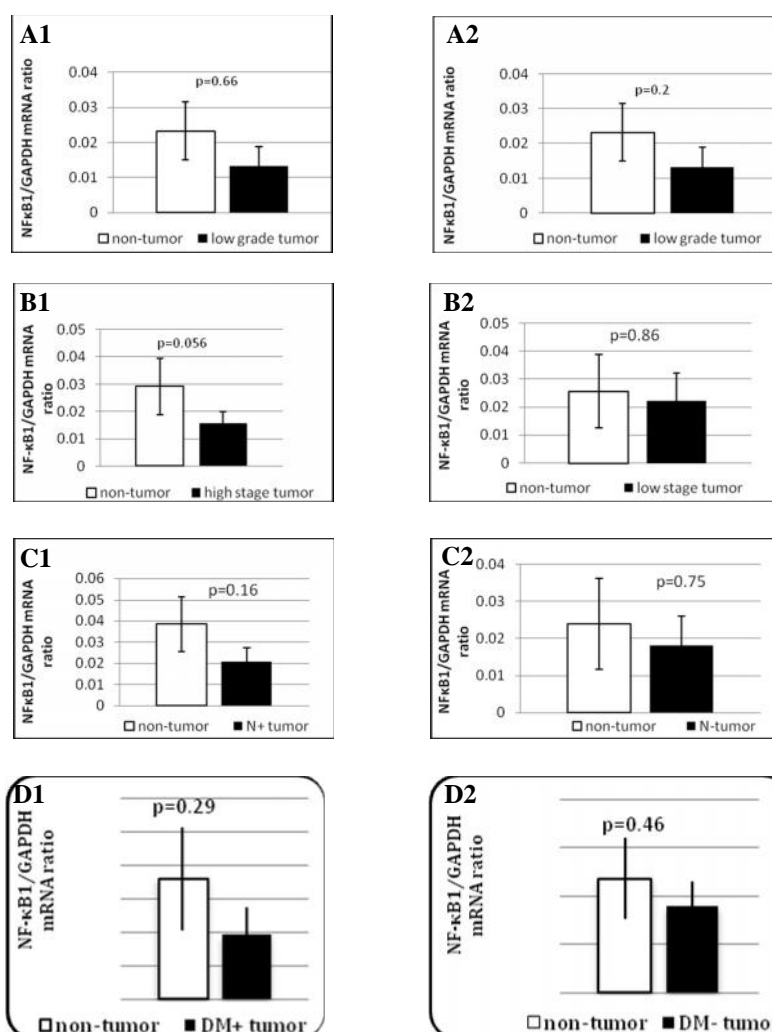 A1
NFκB1/GAPDH mRNA ratio
0.04
0.03
0.02
0.01
0
p=0.66
non-tumor low grade tumor
A2
NFκB1/GAPDH mRNA ratio
0.04
0.03
0.02
0.01
0
p=0.2
non-tumor low grade tumor
B1
NF-κB1/GAPDH mRNA
ratio
0.05
0.04
0.03
0.02
0.01
0
p=0.056
non-tumor high stage tumor
B2
NF-κB1/GAPDH mRNA
ratio
0.05
0.04
0.03
0.02
0.01
0
p=0.86
non-tumor low stage tumor
C1
NFκB1/GAPDH mRNA
ratio
0.06
0.05
0.04
0.03
0.02
0.01
0
p=0.16
non-tumor N+ tumor
C2
NFκB1/GAPDH mRNA
ratio
0.04
0.03
0.02
0.01
0
p=0.75
non-tumor N-tumor
D1
NF-κB1/GAPDH
mRNA ratio
p=0.29
non-tumor DM+ tumor
D2
NF-κB1/GAPDH
mRNA ratio
p=0.46
non-tumor DM- tumo